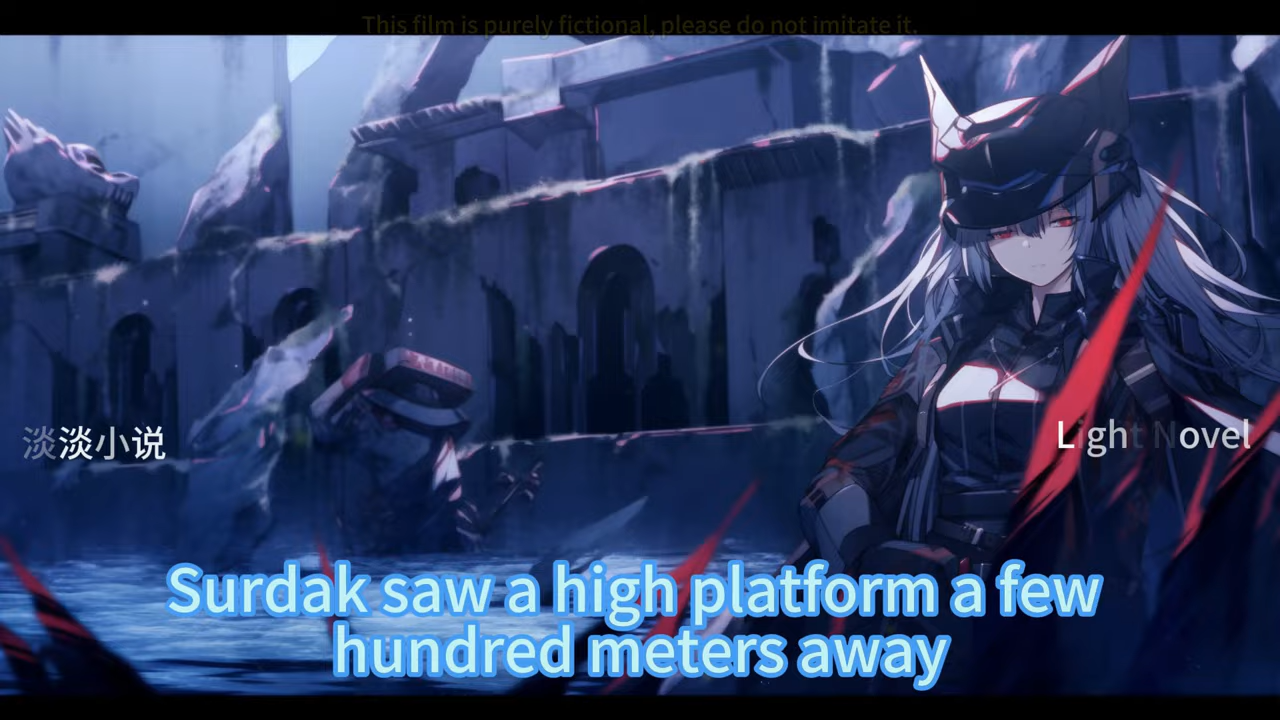 This film is purely fictional, please do not imitate it.
淡淡小说
Light Novel
Surdak saw a high platform a few
hundred meters away